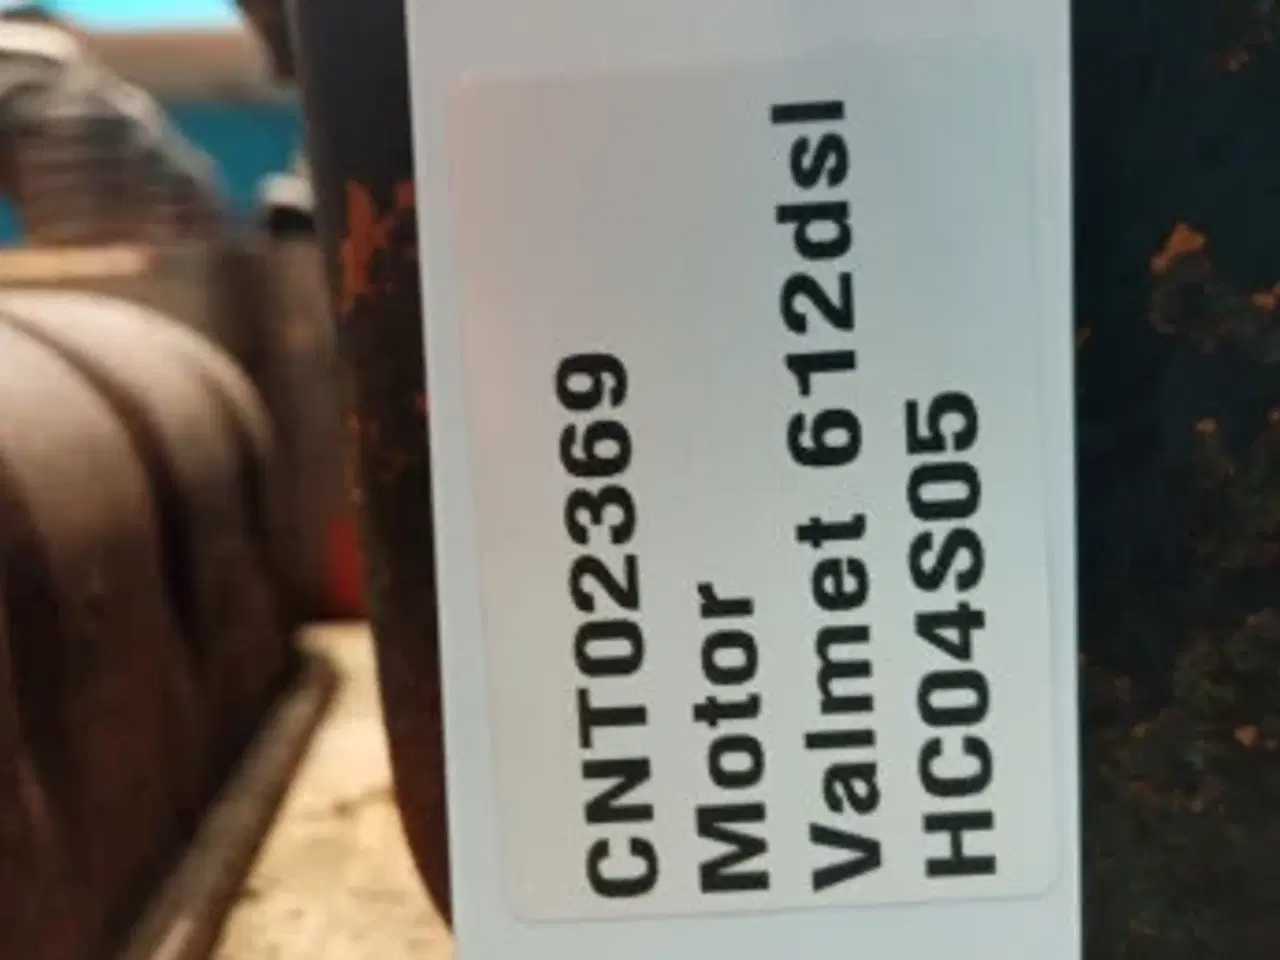 CNT02369
Motor
Valmet 612dsl
HC04S05